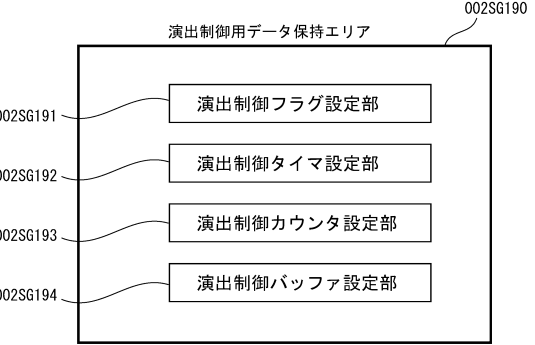 002SG190
演出制御用データ保持エリア
演出制御フラグ設定部
002SG191
演出制御タイマ設定部
002SG192
演出制御カウンタ設定部
002SG193
演出制御バッファ設定部
002SG194